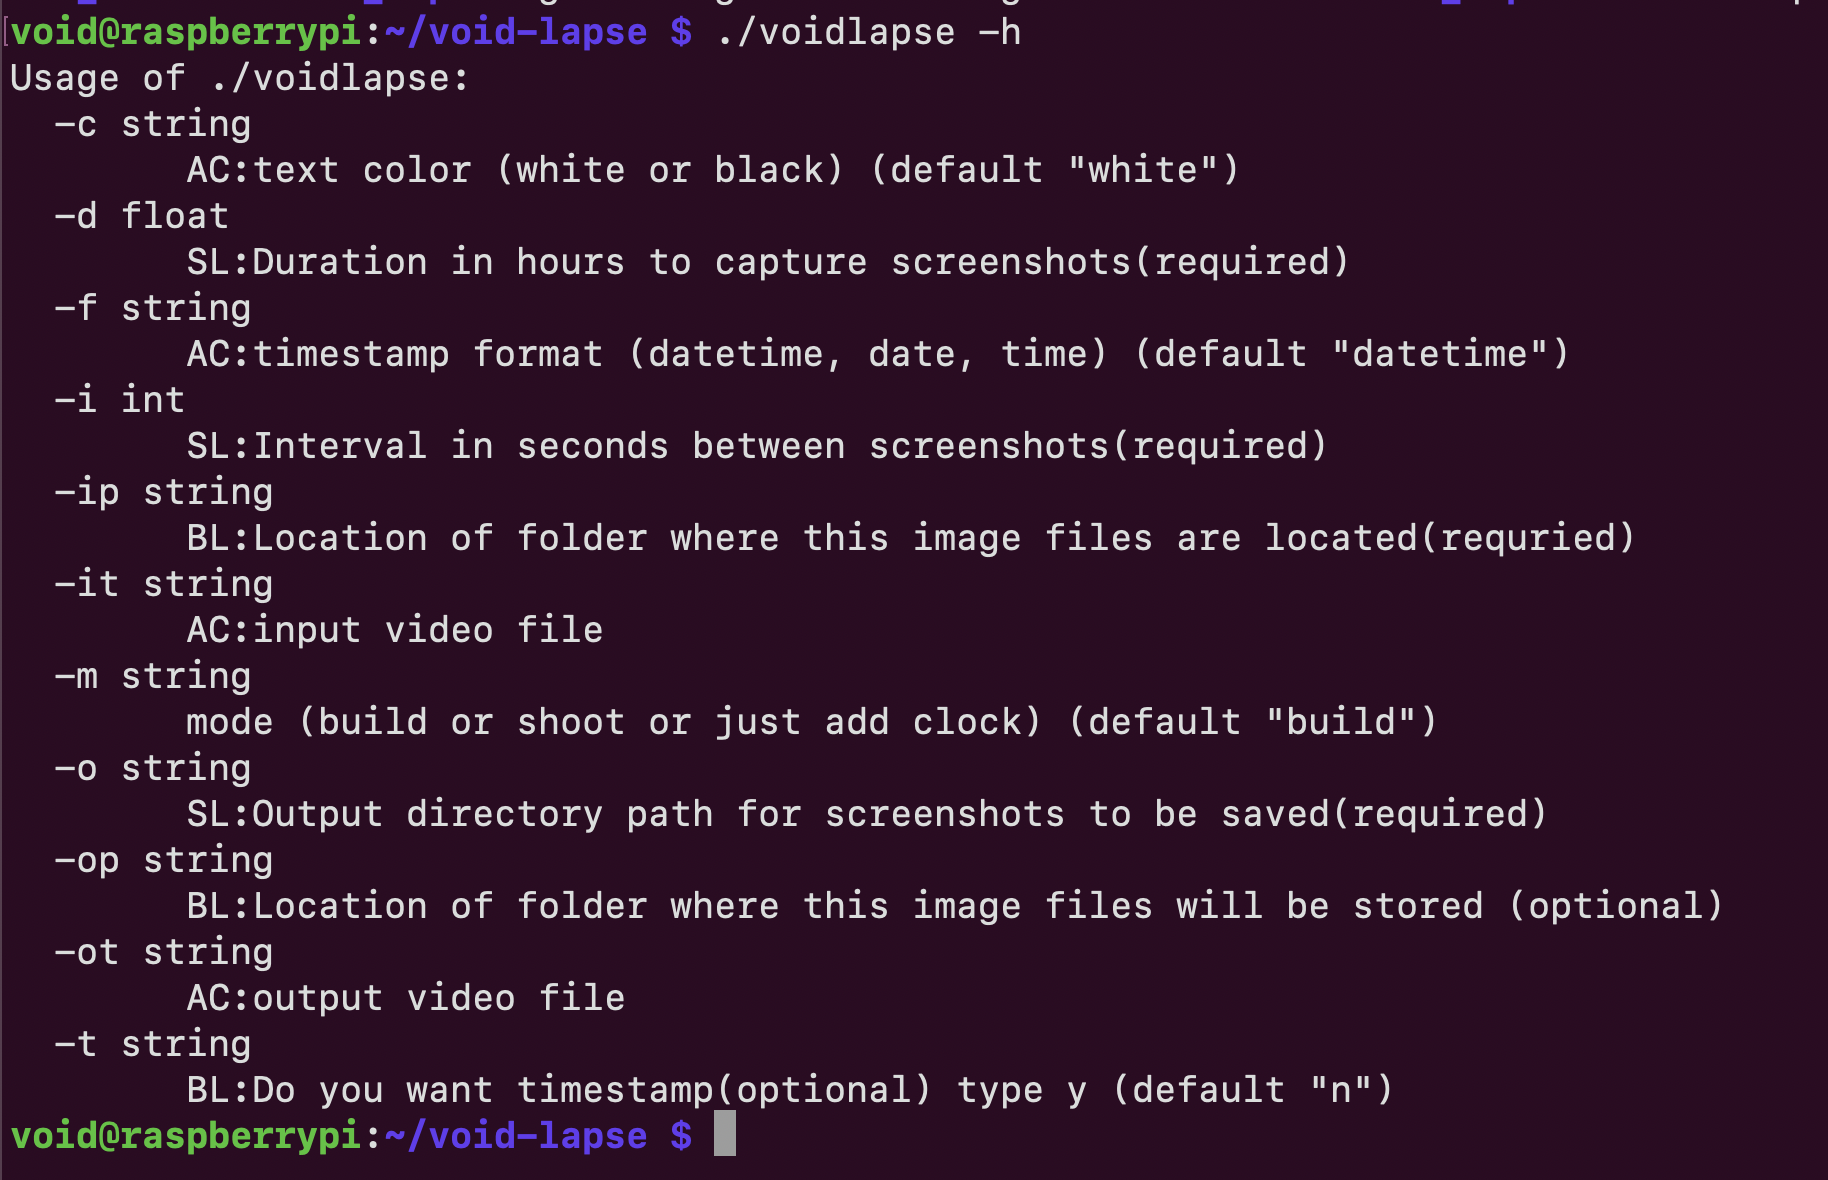 void@raspberrypi:~/void-lapse $ ./voidlapse -h
Usage of ./voidlapse:
  -c string
        AC:text color (white or black) (default "white")
  -d float
        SL:Duration in hours to capture screenshots(required)
  -f string
        AC:timestamp format (datetime, date, time) (default "datetime")
  -i int
        SL:Interval in seconds between screenshots(required)
  -ip string
        BL:Location of folder where this image files are located(requried)
  -it string
        AC:input video file
  -m string
        mode (build or shoot or just add clock) (default "build")
  -o string
        SL:Output directory path for screenshots to be saved(required)
  -op string
        BL:Location of folder where this image files will be stored (optional)
  -ot string
        AC:output video file
  -t string
        BL:Do you want timestamp(optional) type y (default "n")
void@raspberrypi:~/void-lapse $